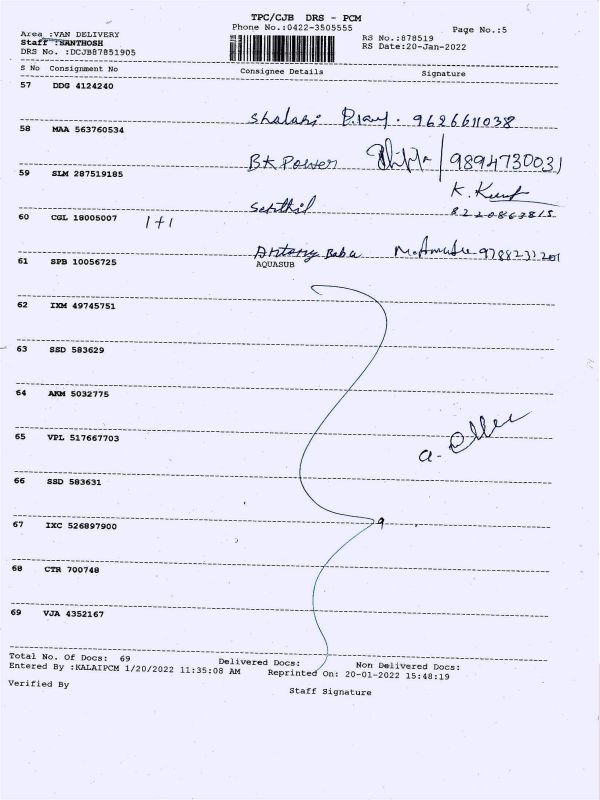 TPC/CJB DRS - PCM
Phone No.:0422-3505555
Page No.:5
Area :VAN DELIVERY
Staff :SANTHOSH
DRS No. :DCJB87851905
RS No.:878519
RS Date:20-Jan-2022
S No Consignment No Consignee Details Signature
57 DDG 4124240
Shalani 9626611038
58 MAA 563760534
BK Power 9894730031
59 SLM 287519185
Senthil K. 8220863815
60 CGL 18005007 1+1
Antony Babu 9788231201
61 SPB 10056725 AQUASUB
62 IXM 49745751
63 SSD 583629
64 AKM 5032775
65 VPL 517667703
a.
66 SSD 583631
67 IXC 526897900
9
68 CTR 700748
69 VJA 4352167
Total No. Of Docs: 69 Delivered Docs: Non Delivered Docs:
Entered By :KALAIPCM 1/20/2022 11:35:08 AM Reprinted On: 20-01-2022 15:48:19
Verified By Staff Signature